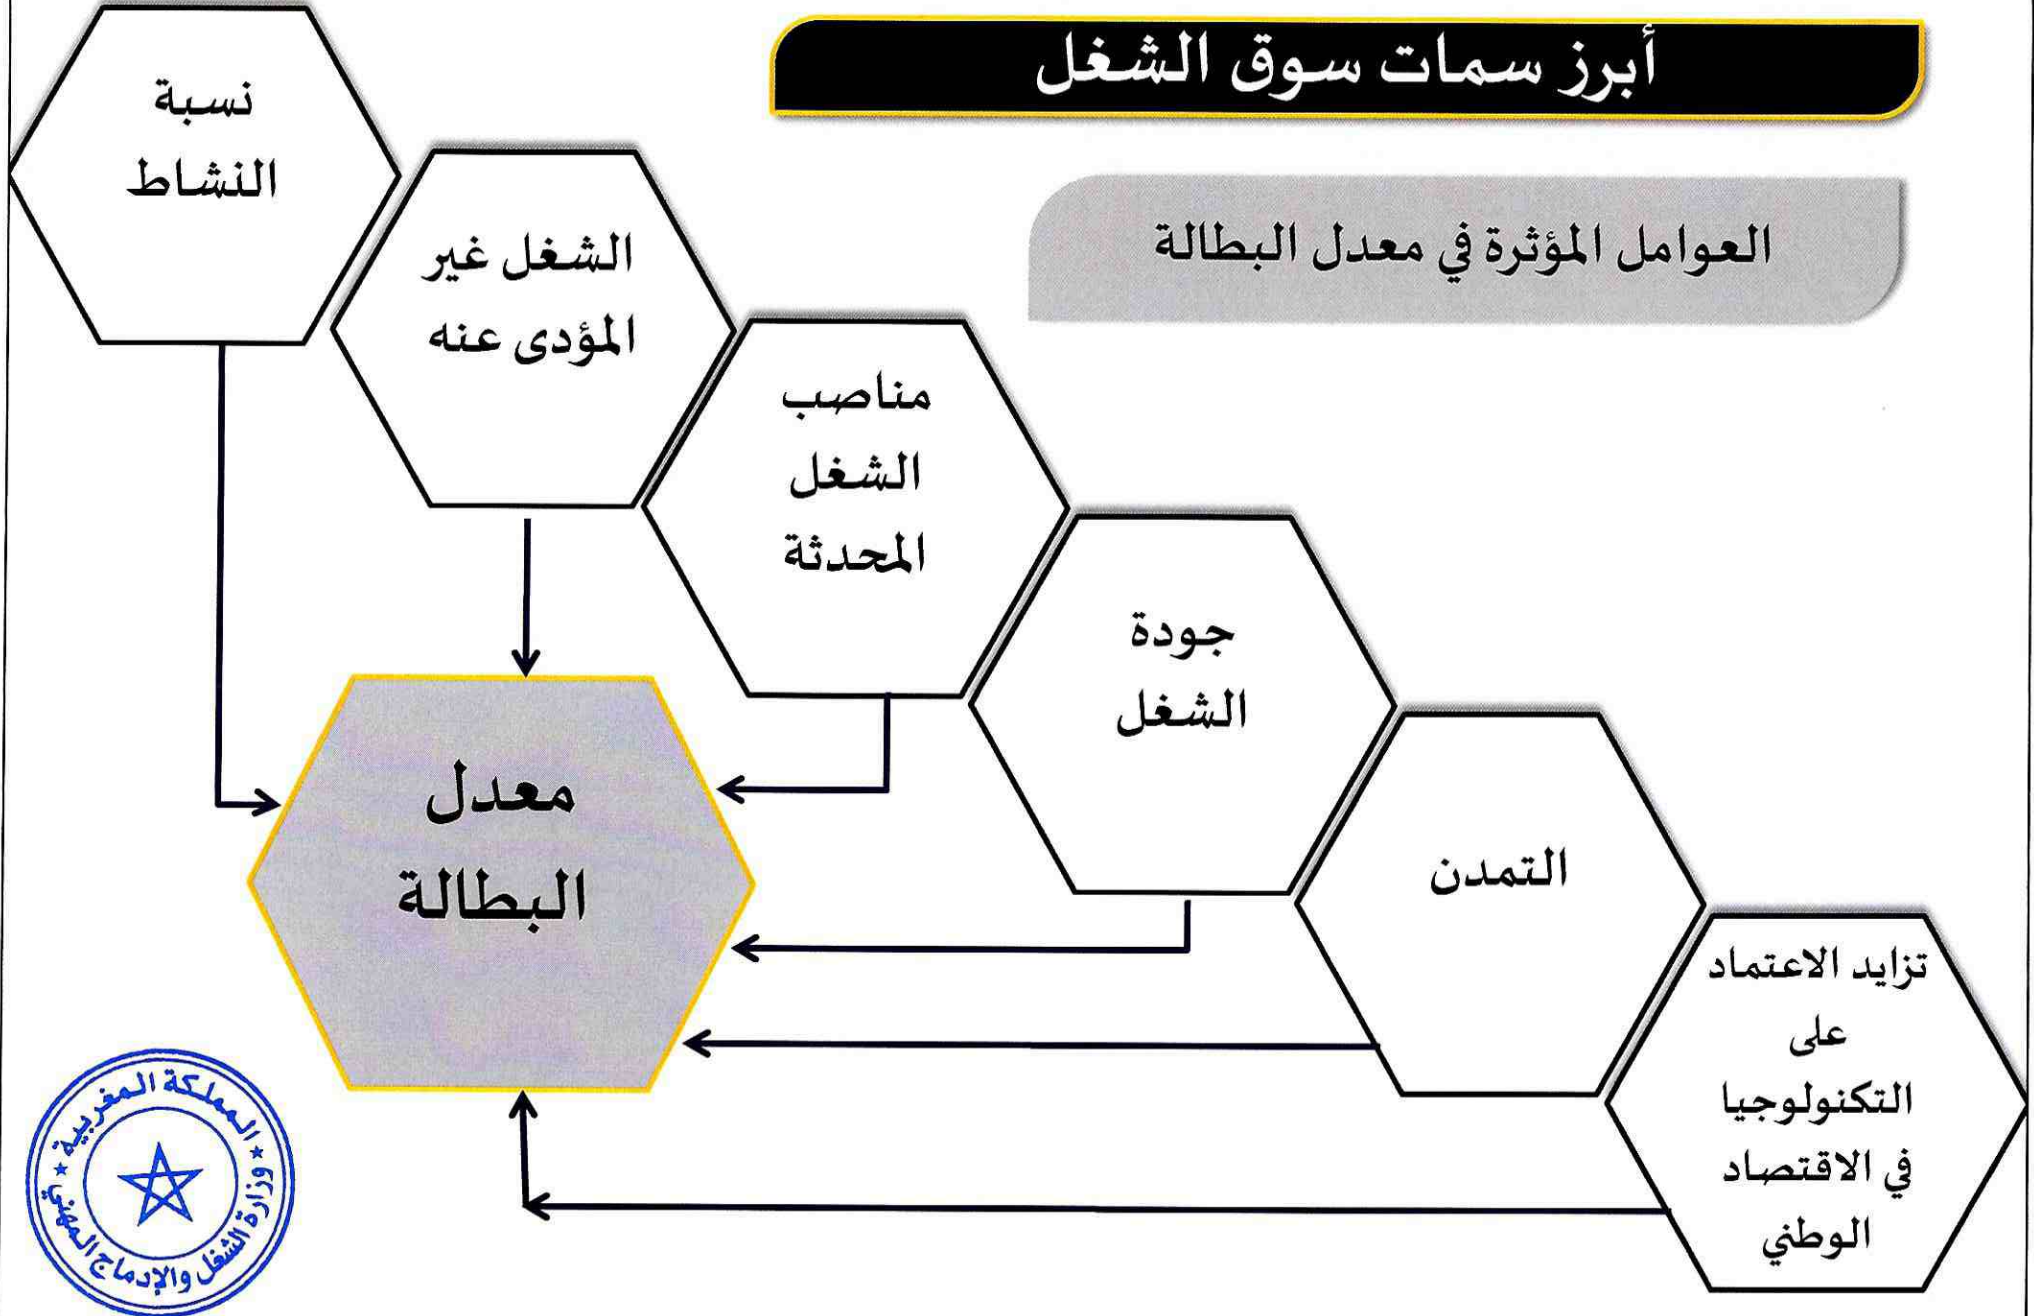 أبرز سمات سوق الشغل
العوامل المؤثرة في معدل البطالة
نسبة
النشاط
الشغل غير
المؤدى عنه
مناصب
الشغل
المحدثة
جودة
الشغل
التمدن
تزايد الاعتماد
على
التكنولوجيا
في الاقتصاد
الوطني
معدل
البطالة
المملكة المغربية
وزارة الشغل والإدماج المهني